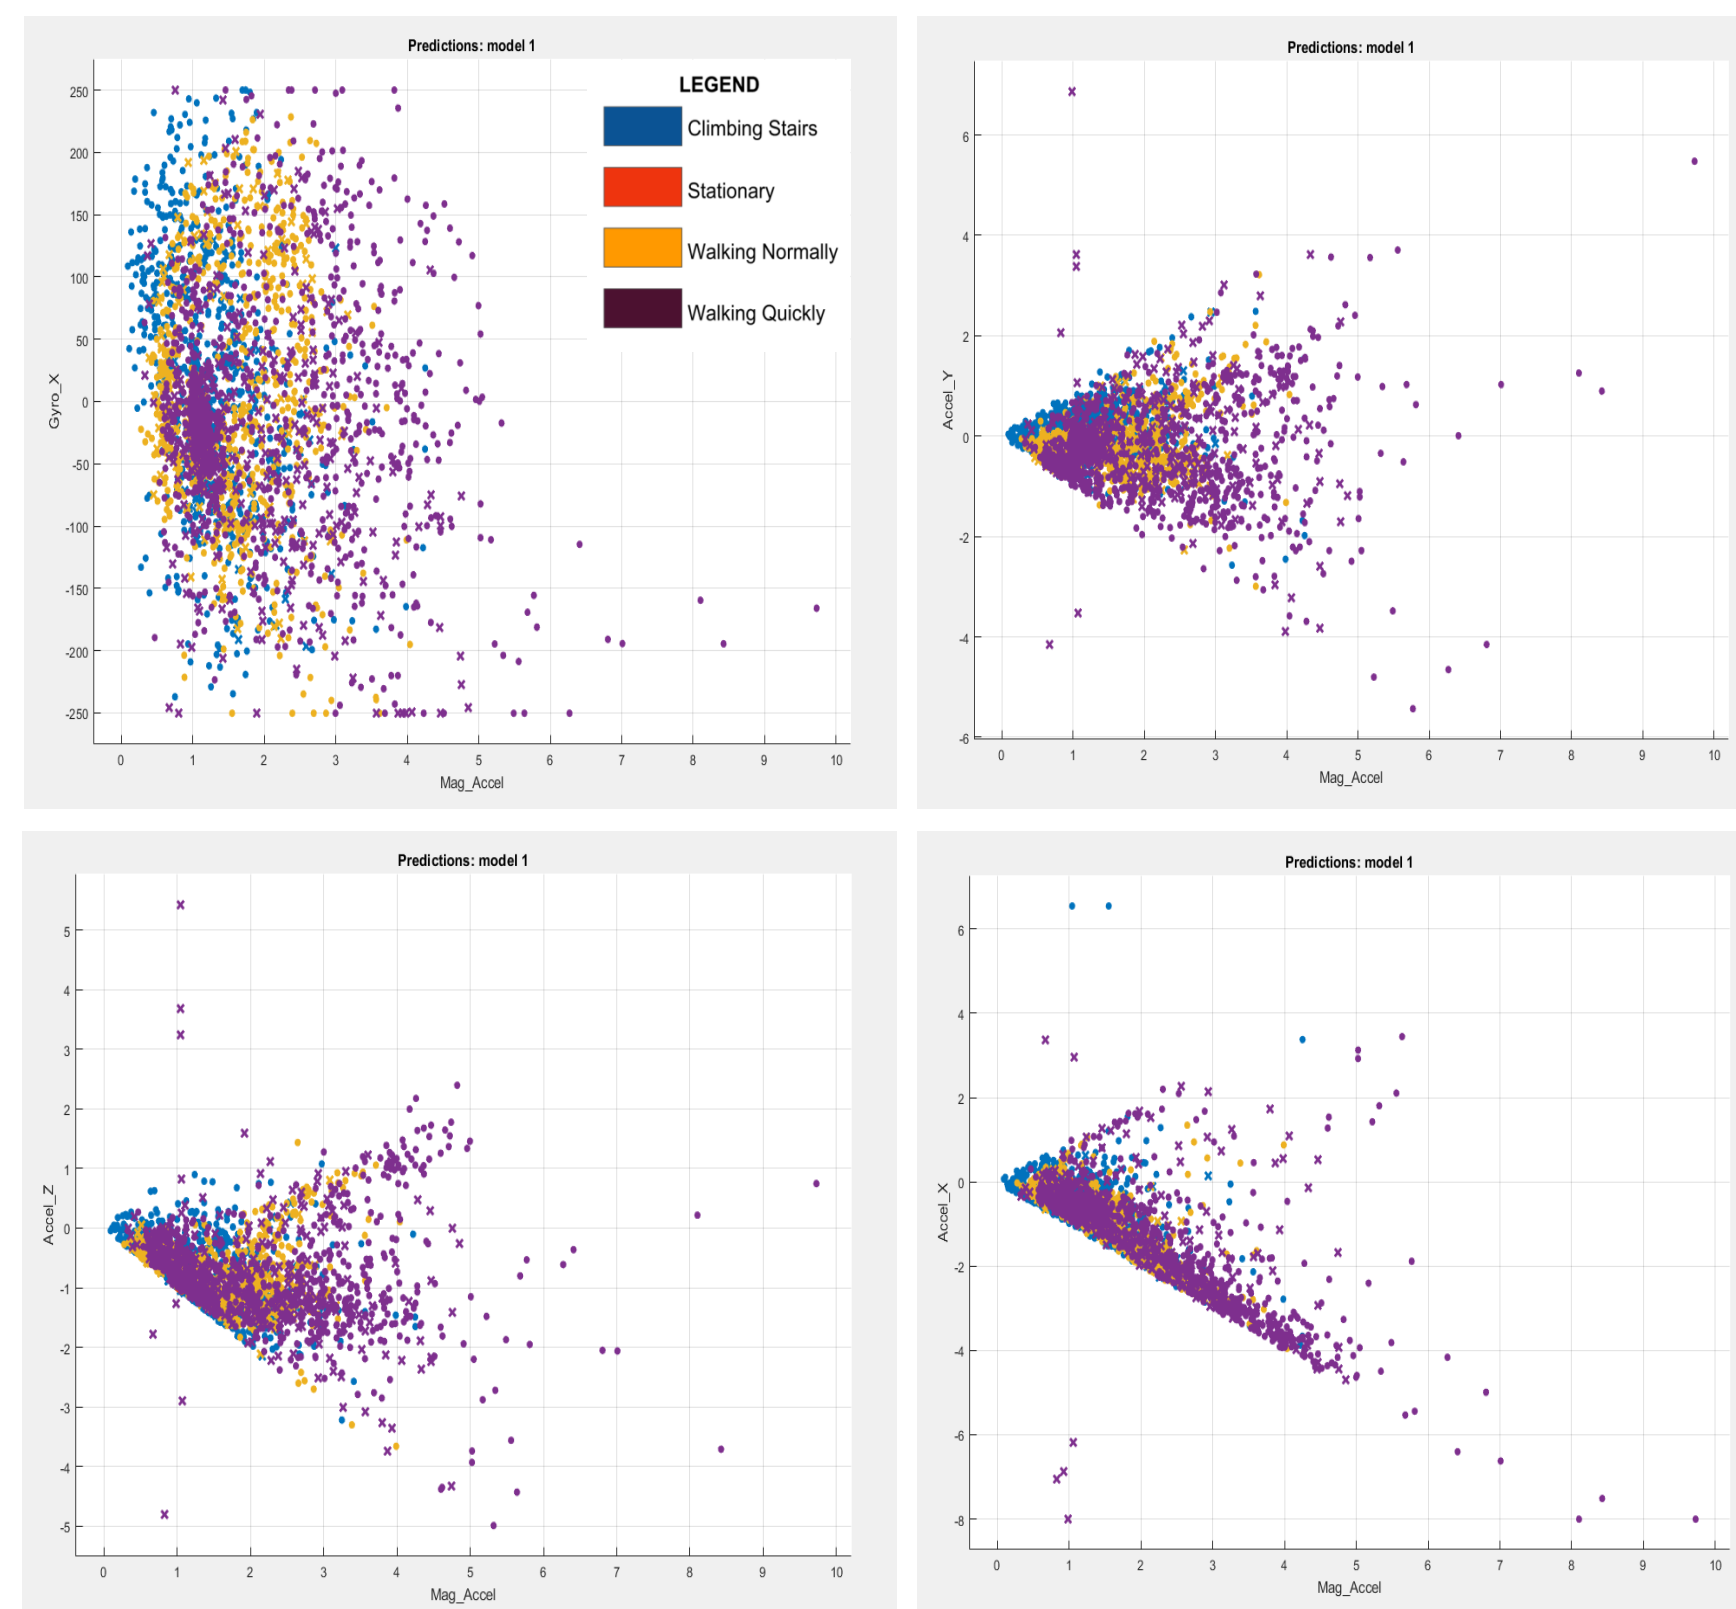 Predictions: model 1
250
200
150
100
50
0
-50
-100
-150
-200
-250
Gyro_X
0 1 2 3 4 5 6 7 8 9 10
Mag_Accel
LEGEND
Climbing Stairs
Stationary
Walking Normally
Walking Quickly
Predictions: model 1
6
4
2
0
-2
-4
-6
Accel_Y
0 1 2 3 4 5 6 7 8 9 10
Mag_Accel
Predictions: model 1
5
4
3
2
1
0
-1
-2
-3
-4
-5
Accel_Z
0 1 2 3 4 5 6 7 8 9 10
Mag_Accel
Predictions: model 1
6
4
2
0
-2
-4
-6
-8
Accel_X
0 1 2 3 4 5 6 7 8 9 10
Mag_Accel